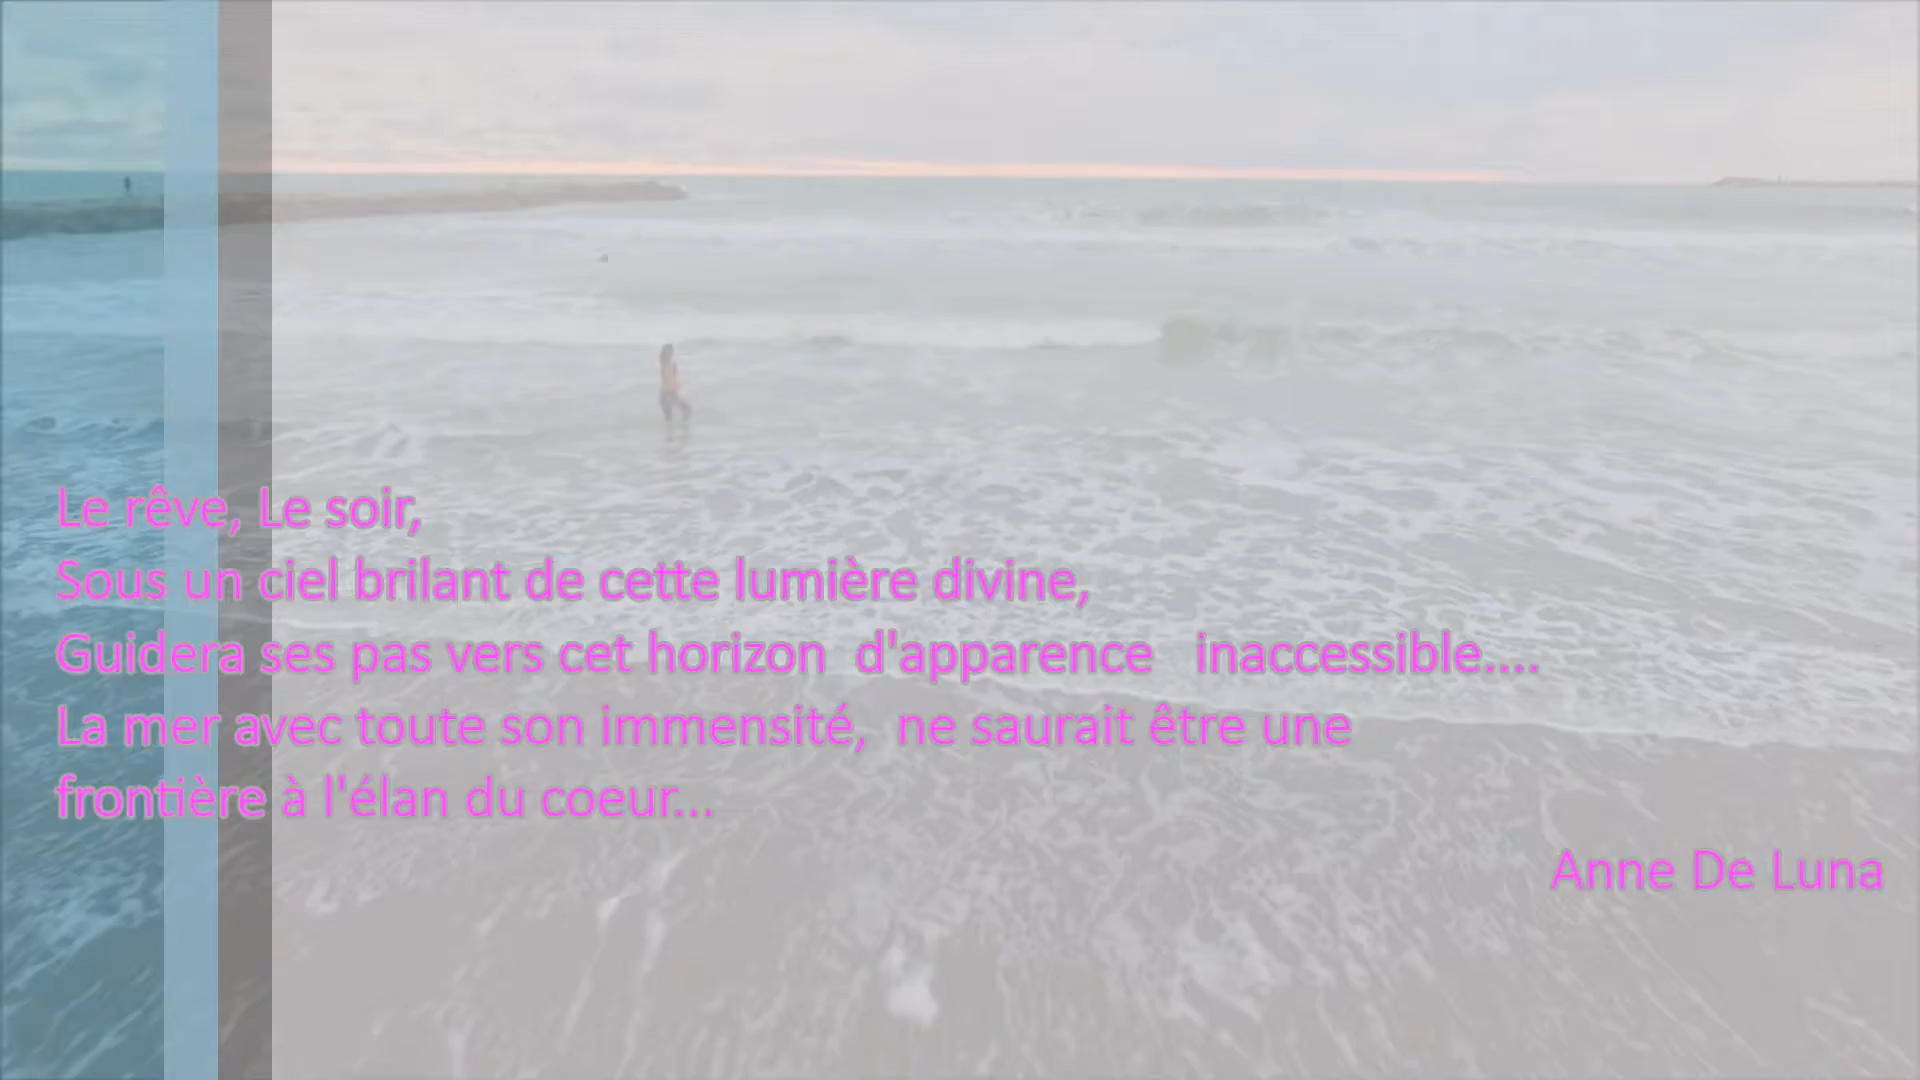 Le rêve, Le soir,
Sous un ciel brilant de cette lumière divine,
Guidera ses pas vers cet horizon  d'apparence   inaccessible....
La mer avec toute son immensité,  ne saurait être une
frontière à l'élan du coeur...
Anne De Luna